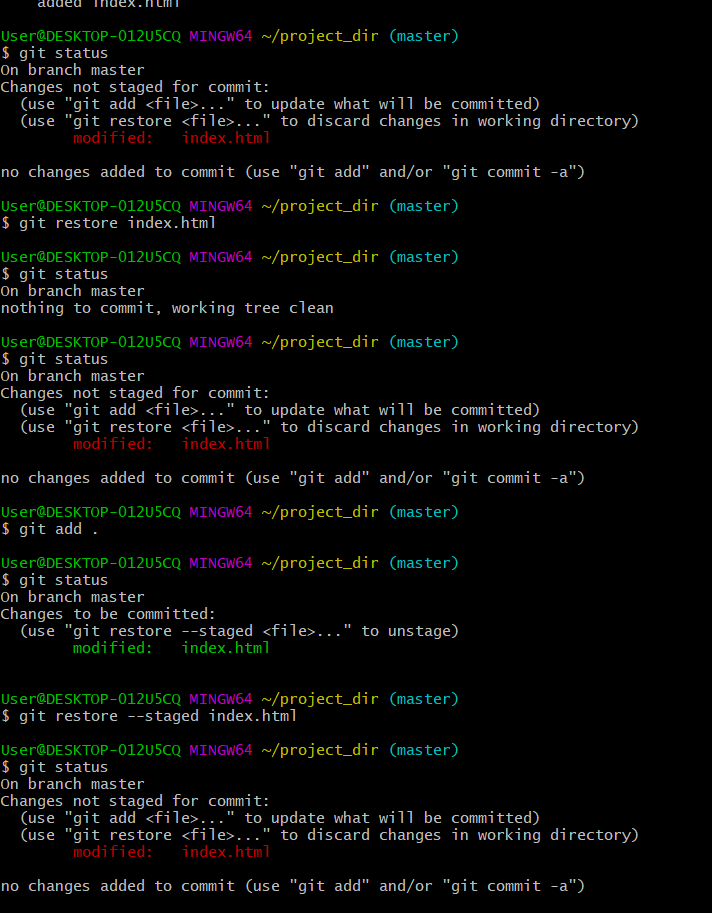 added index.html
User@DESKTOP-O12U5CQ MINGW64 ~/project_dir (master)
$ git status
On branch master
Changes not staged for commit:
  (use "git add <file>..." to update what will be committed)
  (use "git restore <file>..." to discard changes in working directory)
        modified:   index.html

no changes added to commit (use "git add" and/or "git commit -a")

User@DESKTOP-O12U5CQ MINGW64 ~/project_dir (master)
$ git restore index.html

User@DESKTOP-O12U5CQ MINGW64 ~/project_dir (master)
$ git status
On branch master
nothing to commit, working tree clean

User@DESKTOP-O12U5CQ MINGW64 ~/project_dir (master)
$ git status
On branch master
Changes not staged for commit:
  (use "git add <file>..." to update what will be committed)
  (use "git restore <file>..." to discard changes in working directory)
        modified:   index.html

no changes added to commit (use "git add" and/or "git commit -a")

User@DESKTOP-O12U5CQ MINGW64 ~/project_dir (master)
$ git add .

User@DESKTOP-O12U5CQ MINGW64 ~/project_dir (master)
$ git status
On branch master
Changes to be committed:
  (use "git restore --staged <file>..." to unstage)
        modified:   index.html

User@DESKTOP-O12U5CQ MINGW64 ~/project_dir (master)
$ git restore --staged index.html

User@DESKTOP-O12U5CQ MINGW64 ~/project_dir (master)
$ git status
On branch master
Changes not staged for commit:
  (use "git add <file>..." to update what will be committed)
  (use "git restore <file>..." to discard changes in working directory)
        modified:   index.html

no changes added to commit (use "git add" and/or "git commit -a")